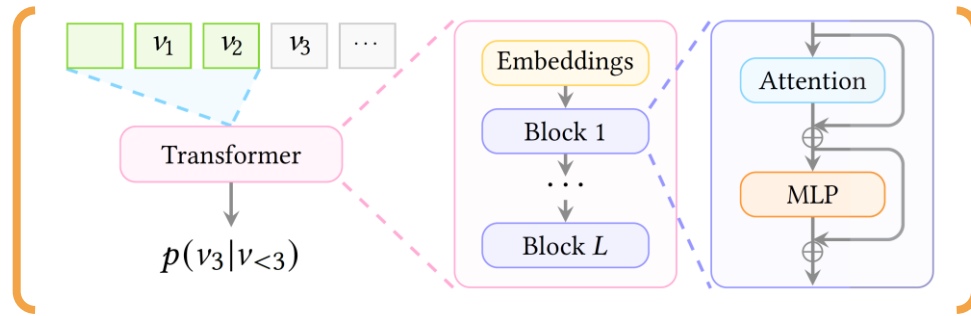 v₁ v₂ v₃ ⋯
Transformer
p(v₃|v<₃)
Embeddings
Block 1
⋯
Block L
Attention
⊕
MLP
⊕